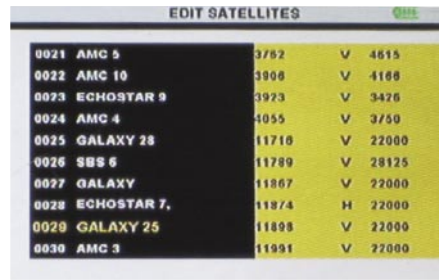 EDIT SATELLITES
0021 AMC 5 3762 V 4615
0022 AMC 10 3906 V 4166
0023 ECHOSTAR 9 3923 V 3426
0024 AMC 4 4055 V 3750
0025 GALAXY 28 11716 V 22000
0026 SBS 6 11789 V 28125
0027 GALAXY 11867 V 22000
0028 ECHOSTAR 7, 11874 H 22000
0029 GALAXY 25 11898 V 22000
0030 AMC 3 11991 V 22000